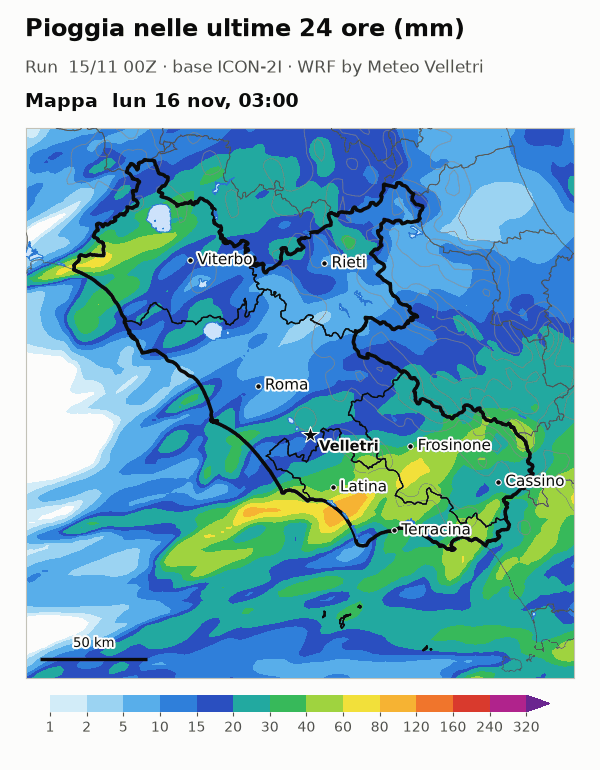 Pioggia nelle ultime 24 ore (mm)
Run  15/11 00Z · base ICON-2I · WRF by Meteo Velletri
Mappa  lun 16 nov, 03:00
Viterbo
Rieti
Roma
Velletri
Frosinone
Latina
Cassino
Terracina
50 km
1 2 5 10 15 20 30 40 60 80 120 160 240 320